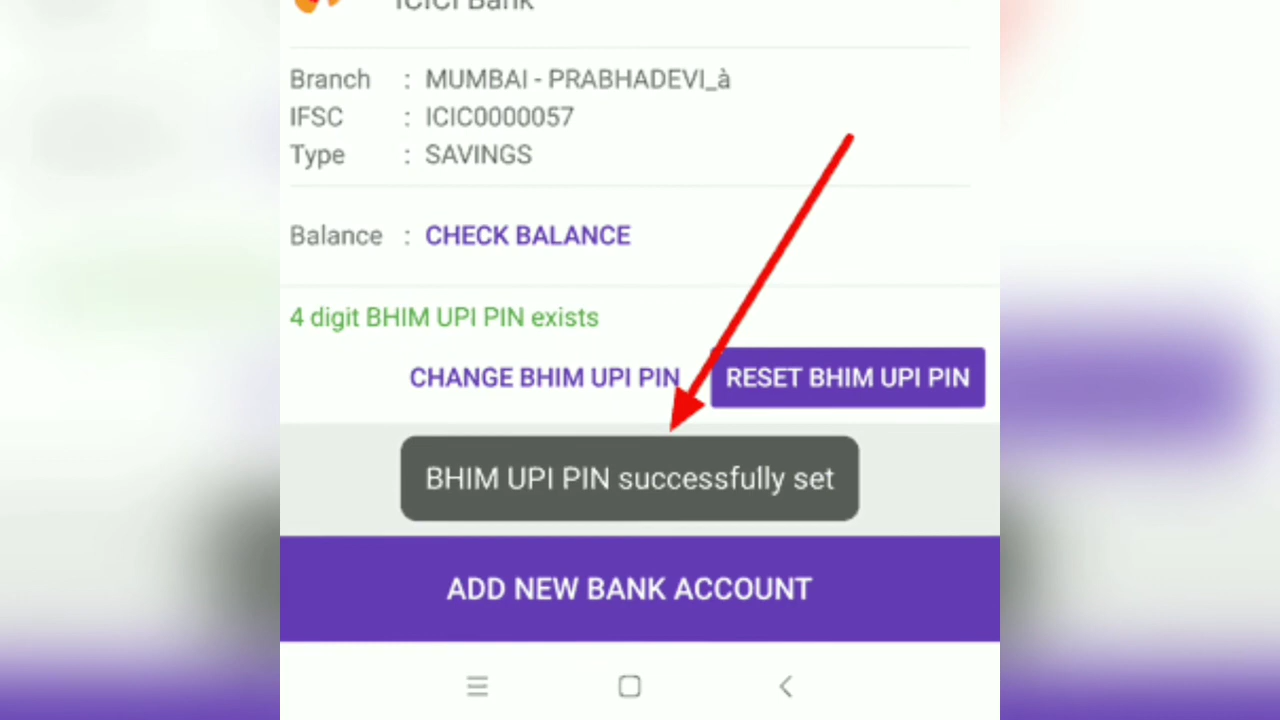 ICICI Bank
Branch : MUMBAI - PRABHADEVI_à
IFSC : ICIC0000057
Type : SAVINGS
Balance : CHECK BALANCE
4 digit BHIM UPI PIN exists
CHANGE BHIM UPI PIN RESET BHIM UPI PIN
BHIM UPI PIN successfully set
ADD NEW BANK ACCOUNT